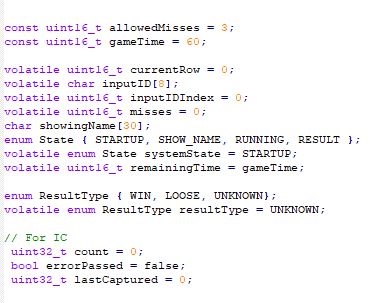 const uint16_t allowedMisses = 3;
const uint16_t gameTime = 60;
volatile uint16_t currentRow = 0;
volatile char inputID[8];
volatile uint16_t inputIDIndex = 0;
volatile uint16_t misses = 0;
char showingName[30];
enum State { STARTUP, SHOW_NAME, RUNNING, RESULT };
volatile enum State systemState = STARTUP;
volatile uint16_t remainingTime = gameTime;
enum ResultType { WIN, LOOSE, UNKNOWN};
volatile enum ResultType resultType = UNKNOWN;
// For IC
uint32_t count = 0;
bool errorPassed = false;
uint32_t lastCaptured = 0;